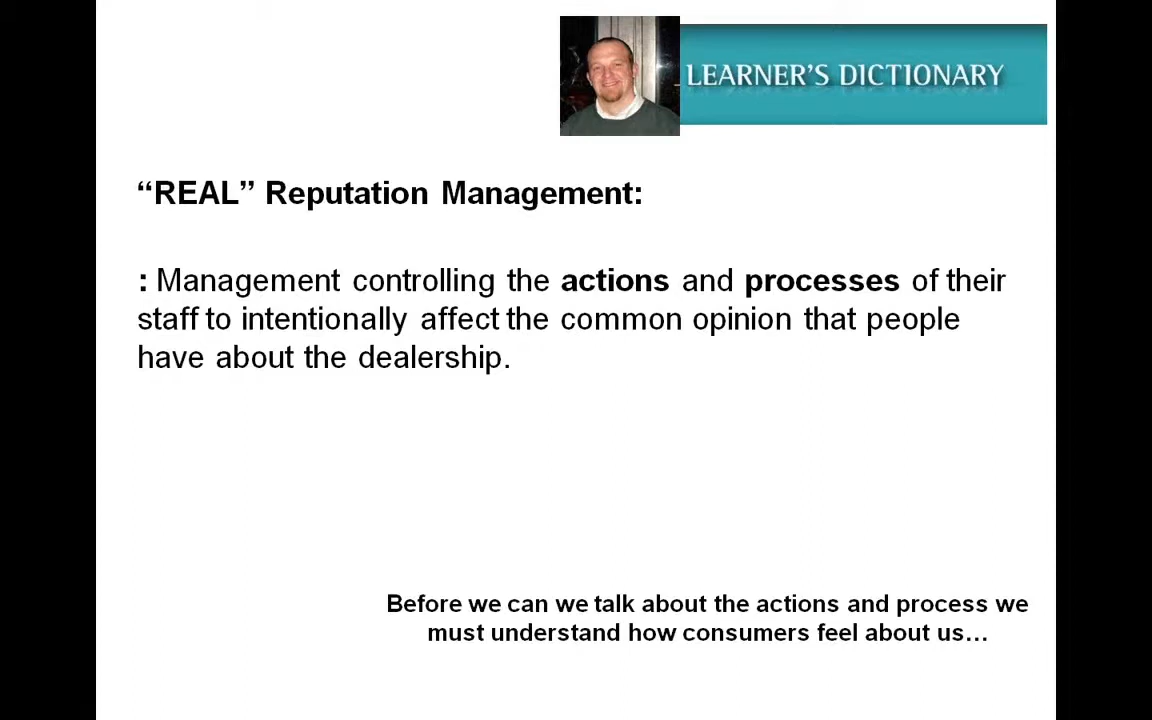 LEARNER'S DICTIONARY
“REAL” Reputation Management:
: Management controlling the actions and processes of their
staff to intentionally affect the common opinion that people
have about the dealership.
Before we can we talk about the actions and process we
must understand how consumers feel about us…